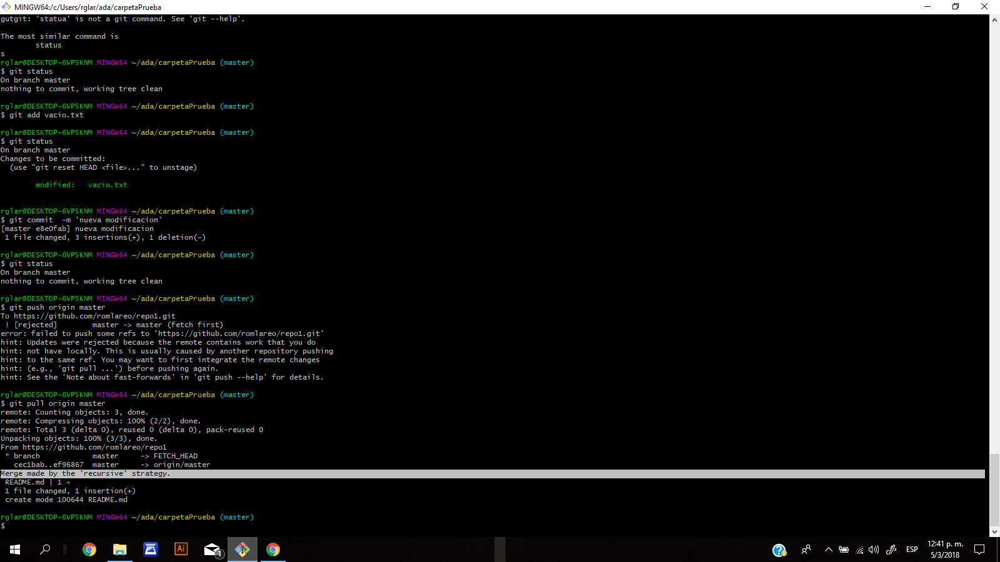 MINGW64:/c/Users/rglar/ada/carpetaPrueba
gutgit: 'statua' is not a git command. See 'git --help'.
The most similar command is
status
s
rglar@DESKTOP-6VP5KNM MINGW64 ~/ada/carpetaPrueba (master)
$ git status
On branch master
nothing to commit, working tree clean
rglar@DESKTOP-6VP5KNM MINGW64 ~/ada/carpetaPrueba (master)
$ git add vacio.txt
rglar@DESKTOP-6VP5KNM MINGW64 ~/ada/carpetaPrueba (master)
$ git status
On branch master
Changes to be committed:
(use "git reset HEAD <file>..." to unstage)
modified:   vacio.txt
rglar@DESKTOP-6VP5KNM MINGW64 ~/ada/carpetaPrueba (master)
$ git commit  -m 'nueva modificacion'
[master e8e0fab] nueva modificacion
1 file changed, 3 insertions(+), 1 deletion(-)
rglar@DESKTOP-6VP5KNM MINGW64 ~/ada/carpetaPrueba (master)
$ git status
On branch master
nothing to commit, working tree clean
rglar@DESKTOP-6VP5KNM MINGW64 ~/ada/carpetaPrueba (master)
$ git push origin master
To https://github.com/romlareo/repo1.git
! [rejected]        master -> master (fetch first)
error: failed to push some refs to 'https://github.com/romlareo/repo1.git'
hint: Updates were rejected because the remote contains work that you do
hint: not have locally. This is usually caused by another repository pushing
hint: to the same ref. You may want to first integrate the remote changes
hint: (e.g., 'git pull ...') before pushing again.
hint: See the 'Note about fast-forwards' in 'git push --help' for details.
rglar@DESKTOP-6VP5KNM MINGW64 ~/ada/carpetaPrueba (master)
$ git pull origin master
remote: Counting objects: 3, done.
remote: Compressing objects: 100% (2/2), done.
remote: Total 3 (delta 0), reused 0 (delta 0), pack-reused 0
Unpacking objects: 100% (3/3), done.
From https://github.com/romlareo/repo1
* branch            master     -> FETCH_HEAD
cec1bab..ef96867  master     -> origin/master
Merge made by the 'recursive' strategy.
README.md | 1 +
1 file changed, 1 insertion(+)
create mode 100644 README.md
rglar@DESKTOP-6VP5KNM MINGW64 ~/ada/carpetaPrueba (master)
$
Ai
1
?
ESP
12:41 p. m.
5/3/2018